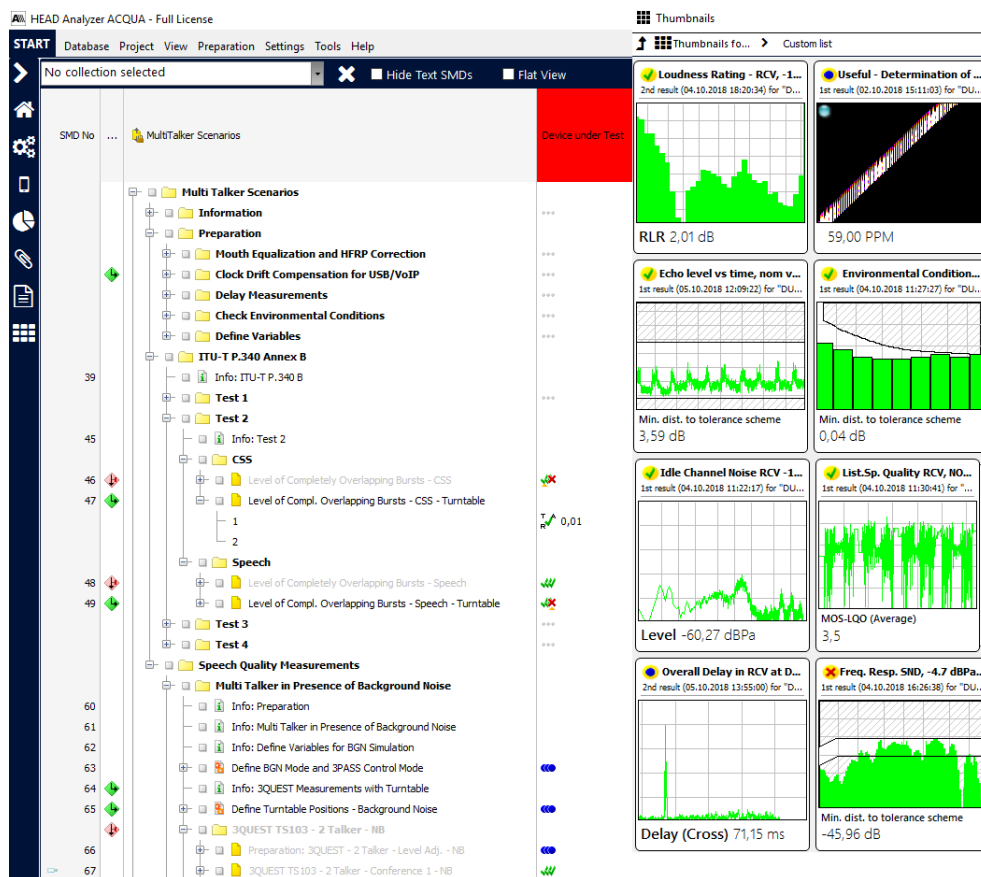 HEAD Analyzer ACQUA - Full License
START Database Project View Preparation Settings Tools Help
No collection selected Hide Text SMDs Flat View
SMD No ... MultiTalker Scenarios Device under Test
Multi Talker Scenarios
Information
Preparation
Mouth Equalization and HFRP Correction
Clock Drift Compensation for USB/VoIP
Delay Measurements
Check Environmental Conditions
Define Variables
ITU-T P.340 Annex B
39 Info: ITU-T P.340 B
Test 1
Test 2
45 Info: Test 2
CSS
46 Level of Completely Overlapping Bursts - CSS
47 Level of Compl. Overlapping Bursts - CSS - Turntable
1 0,01
2
Speech
48 Level of Completely Overlapping Bursts - Speech
49 Level of Compl. Overlapping Bursts - Speech - Turntable
Test 3
Test 4
Speech Quality Measurements
Multi Talker in Presence of Background Noise
60 Info: Preparation
61 Info: Multi Talker in Presence of Background Noise
62 Info: Define Variables for BGN Simulation
63 Define BGN Mode and 3PASS Control Mode
64 Info: 3QUEST Measurements with Turntable
65 Define Turntable Positions - Background Noise
3QUEST TS103 - 2 Talker - NB
66 Preparation: 3QUEST - 2 Talker - Level Adj. - NB
67 3QUEST TS103 - 2 Talker - Conference 1 - NB
Thumbnails
Thumbnails fo... > Custom list
Loudness Rating - RCV, -1...
2nd result (04.10.2018 18:20:34) for "D...
RLR 2,01 dB
Useful - Determination of ...
1st result (02.10.2018 15:11:03) for "DU...
59,00 PPM
Echo level vs time, nom v...
1st result (05.10.2018 12:09:22) for "DU...
Min. dist. to tolerance scheme
3,59 dB
Environmental Condition...
1st result (04.10.2018 11:27:27) for "DU...
Min. dist. to tolerance scheme
0,04 dB
Idle Channel Noise RCV -1...
1st result (04.10.2018 11:22:17) for "DU...
Level -60,27 dBPa
List.Sp. Quality RCV, NO...
1st result (04.10.2018 11:30:41) for "...
MOS-LQO (Average)
3,5
Overall Delay in RCV at D...
2nd result (05.10.2018 13:55:00) for "D...
Delay (Cross) 71,15 ms
Freq. Resp. SND, -4.7 dBPa...
1st result (04.10.2018 16:26:38) for "DU...
Min. dist. to tolerance scheme
-45,96 dB